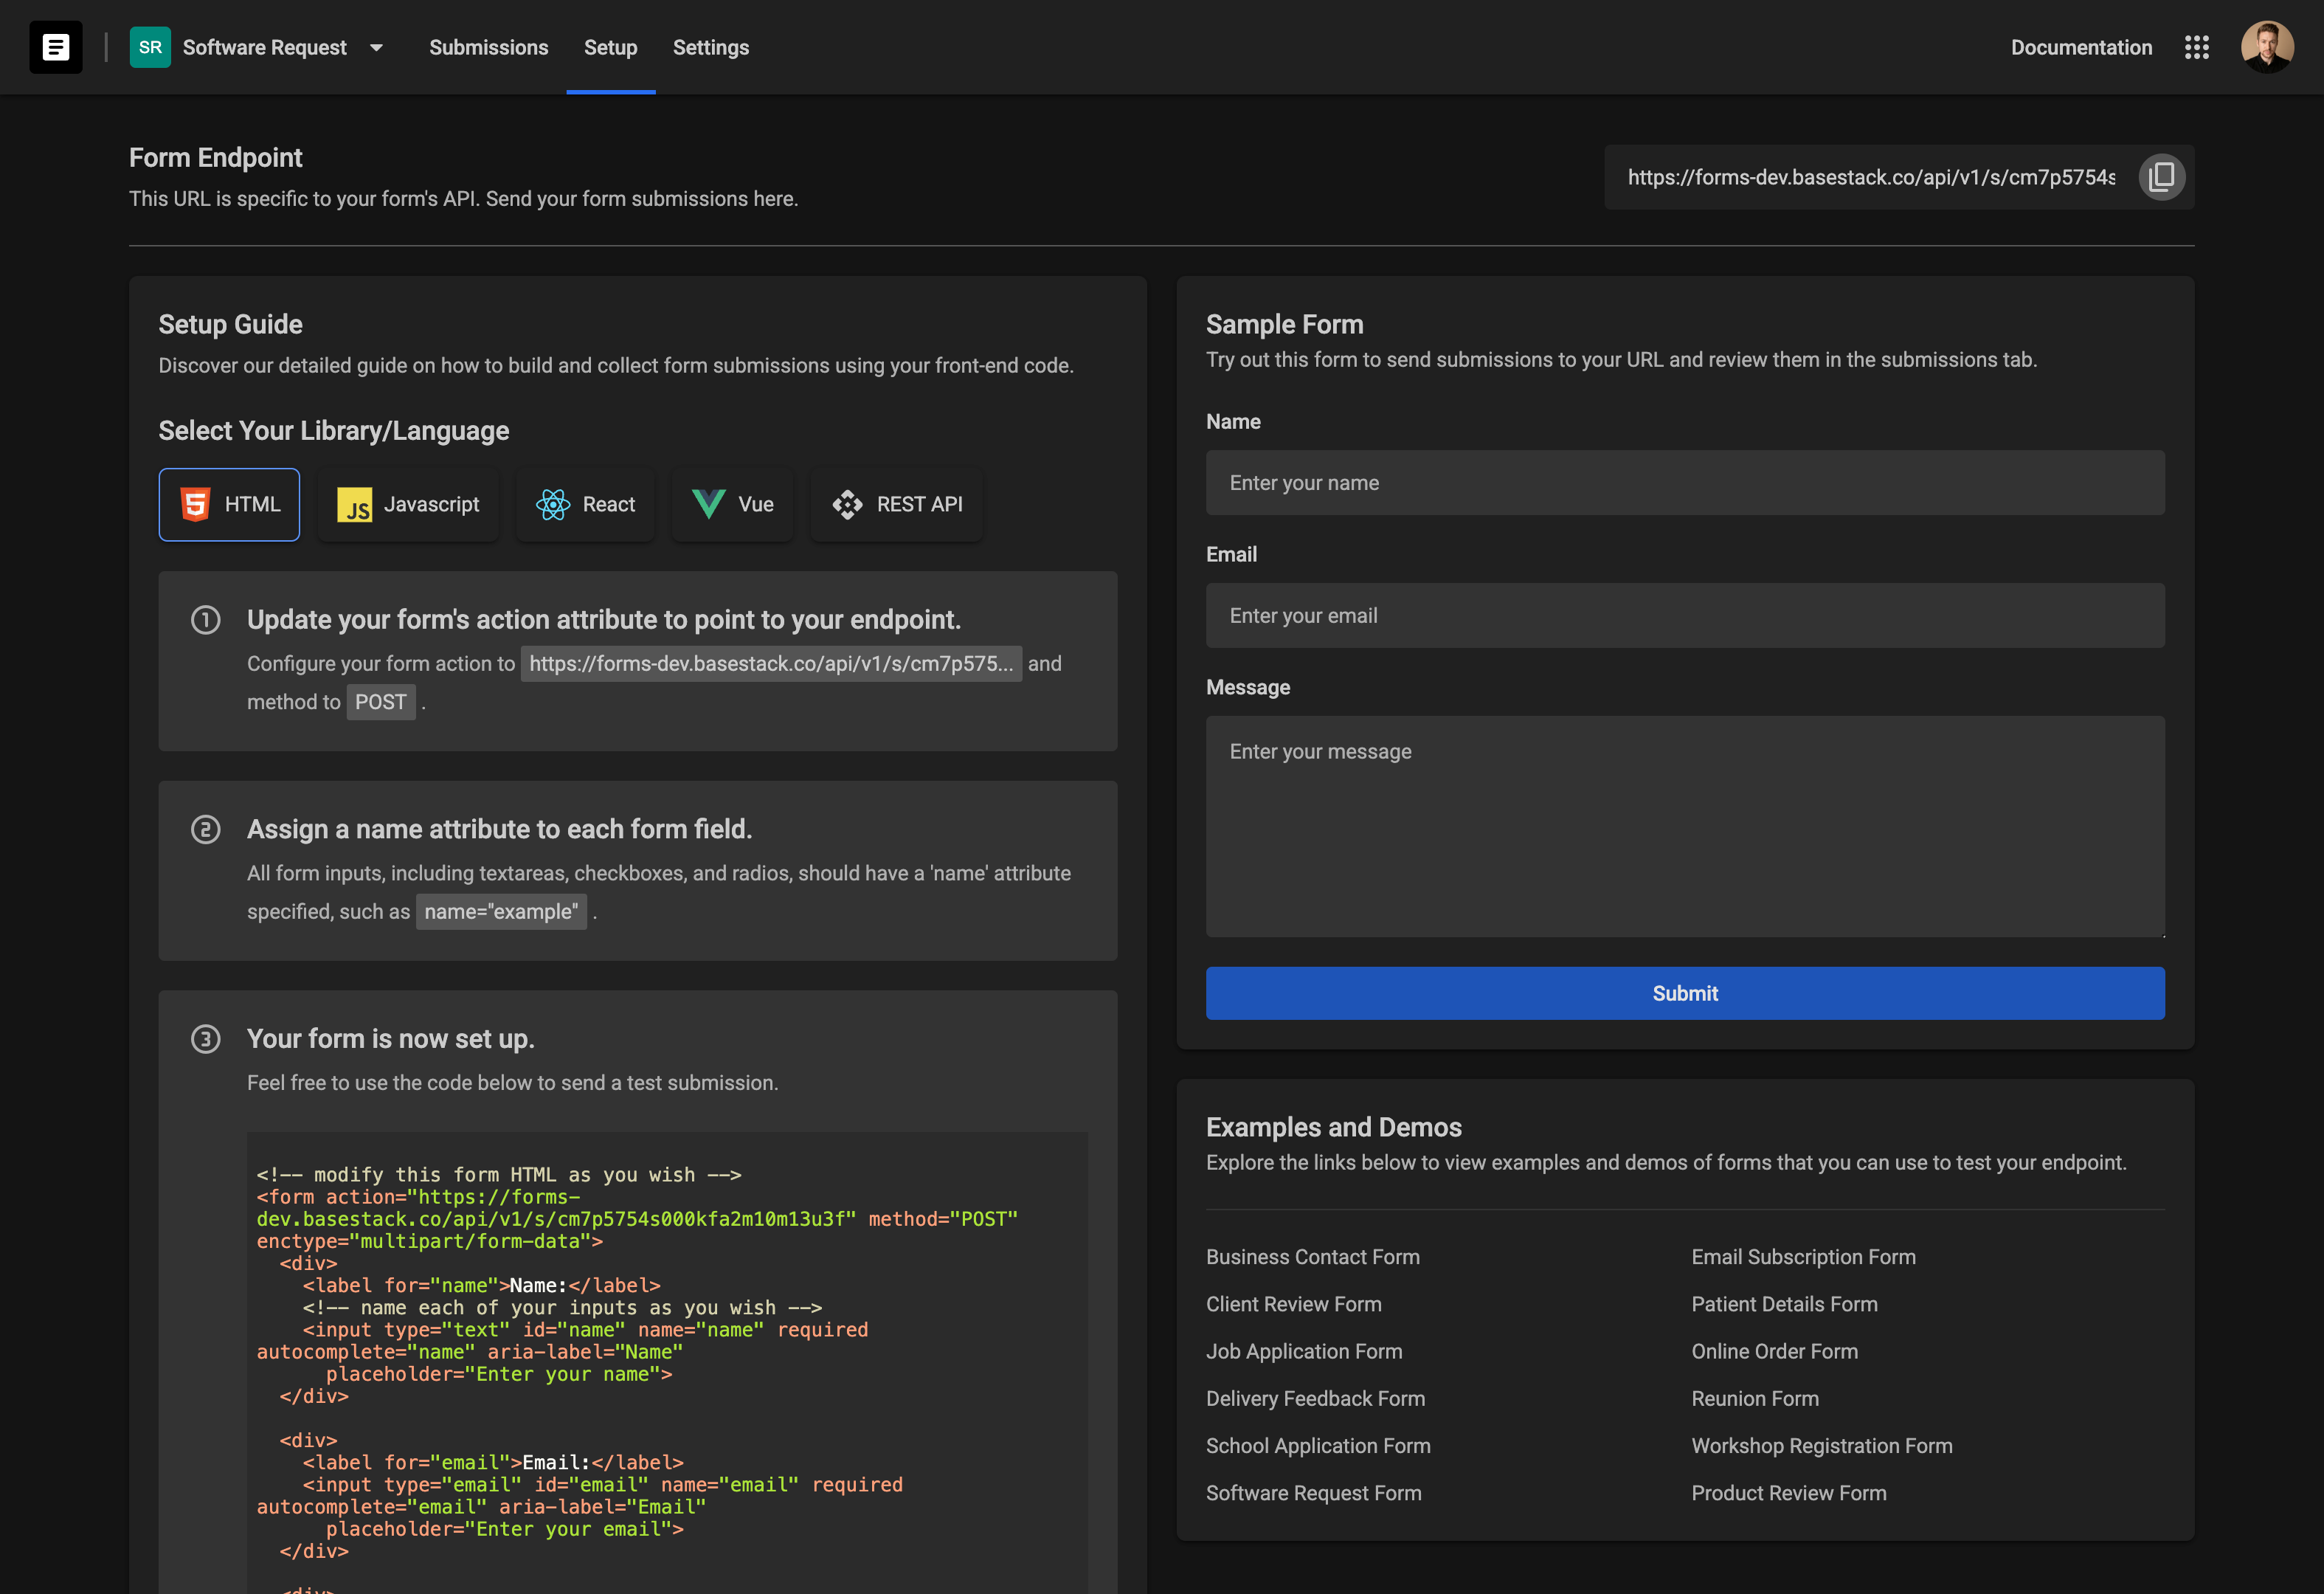 SR Software Request Submissions Setup Settings Documentation
Form Endpoint
This URL is specific to your form's API. Send your form submissions here.
https://forms-dev.basestack.co/api/v1/s/cm7p5754s
Setup Guide
Discover our detailed guide on how to build and collect form submissions using your front-end code.
Select Your Library/Language
HTML JS Javascript React Vue REST API
1 Update your form's action attribute to point to your endpoint.
Configure your form action to https://forms-dev.basestack.co/api/v1/s/cm7p575... and
method to POST .
2 Assign a name attribute to each form field.
All form inputs, including textareas, checkboxes, and radios, should have a 'name' attribute
specified, such as name="example" .
3 Your form is now set up.
Feel free to use the code below to send a test submission.
<!-- modify this form HTML as you wish -->
<form action="https://forms-
dev.basestack.co/api/v1/s/cm7p5754s000kfa2m10m13u3f" method="POST"
enctype="multipart/form-data">
<div>
<label for="name">Name:</label>
<!-- name each of your inputs as you wish -->
<input type="text" id="name" name="name" required
autocomplete="name" aria-label="Name"
placeholder="Enter your name">
</div>
<div>
<label for="email">Email:</label>
<input type="email" id="email" name="email" required
autocomplete="email" aria-label="Email"
placeholder="Enter your email">
</div>
<div>
Sample Form
Try out this form to send submissions to your URL and review them in the submissions tab.
Name
Enter your name
Email
Enter your email
Message
Enter your message
Submit
Examples and Demos
Explore the links below to view examples and demos of forms that you can use to test your endpoint.
Business Contact Form Email Subscription Form
Client Review Form Patient Details Form
Job Application Form Online Order Form
Delivery Feedback Form Reunion Form
School Application Form Workshop Registration Form
Software Request Form Product Review Form